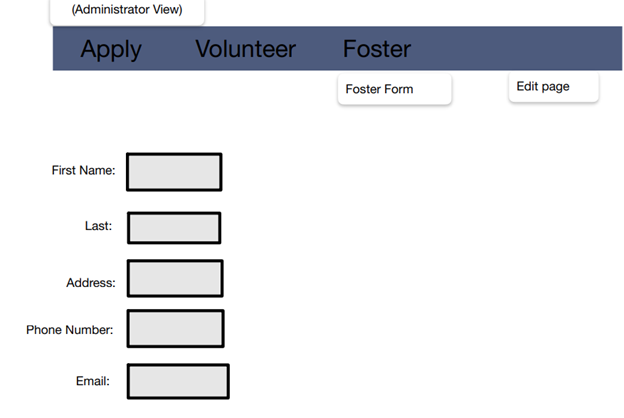 (Administrator View)
Apply Volunteer Foster
Foster Form
Edit page
First Name:
Last:
Address:
Phone Number:
Email: